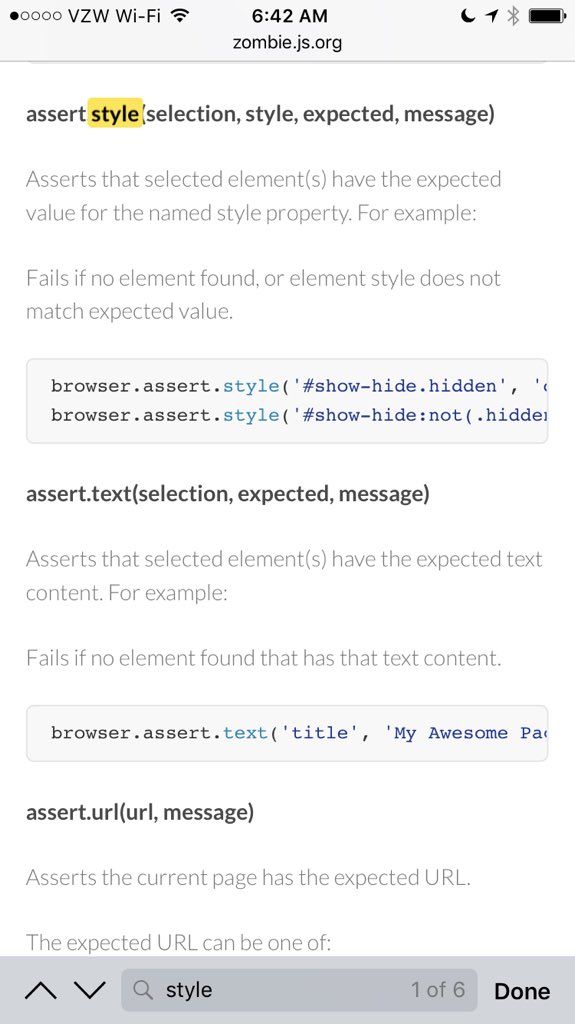 VZW Wi-Fi 6:42 AM
zombie.js.org
assert.style(selection, style, expected, message)
Asserts that selected element(s) have the expected
value for the named style property. For example:
Fails if no element found, or element style does not
match expected value.
browser.assert.style('#show-hide.hidden', '
browser.assert.style('#show-hide:not(.hidden
assert.text(selection, expected, message)
Asserts that selected element(s) have the expected text
content. For example:
Fails if no element found that has that text content.
browser.assert.text('title', 'My Awesome Pag
assert.url(url, message)
Asserts the current page has the expected URL.
The expected URL can be one of:
style 1 of 6 Done